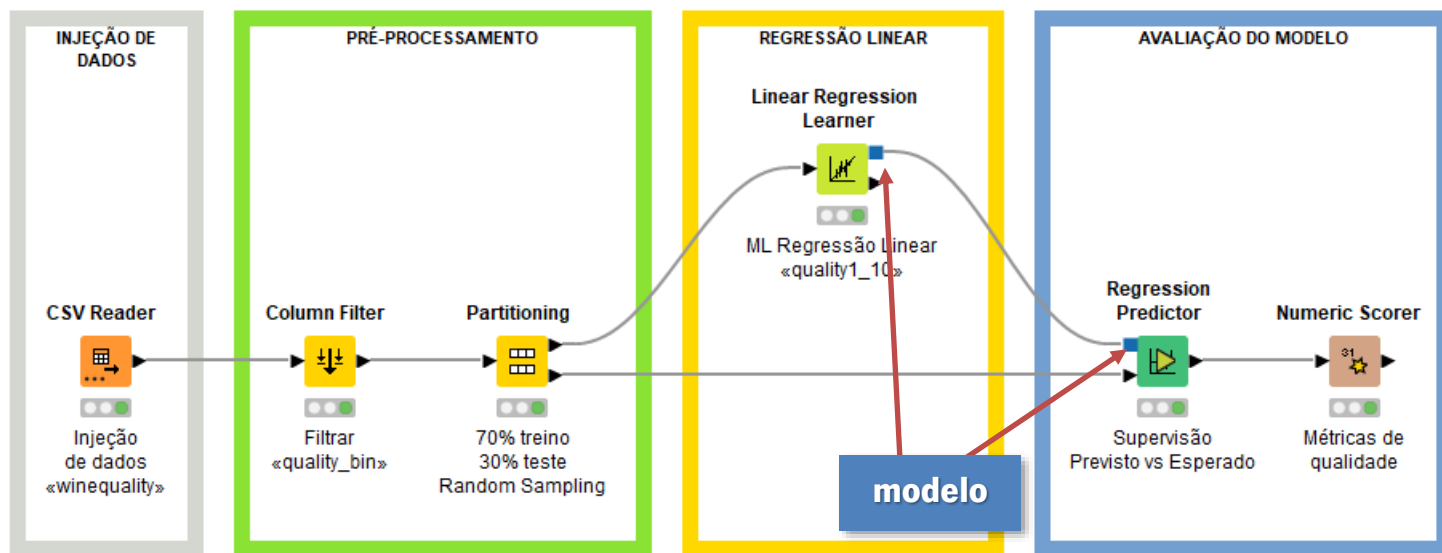 INJEÇÃO DE
DADOS
PRÉ-PROCESSAMENTO
REGRESSÃO LINEAR
AVALIAÇÃO DO MODELO
Linear Regression
Learner
ML Regressão Linear
«quality1_10»
CSV Reader
Injeção
de dados
«winequality»
Column Filter
Filtrar
«quality_bin»
Partitioning
70% treino
30% teste
Random Sampling
Regression
Predictor
Supervisão
Previsto vs Esperado
Numeric Scorer
31
Métricas de
qualidade
modelo